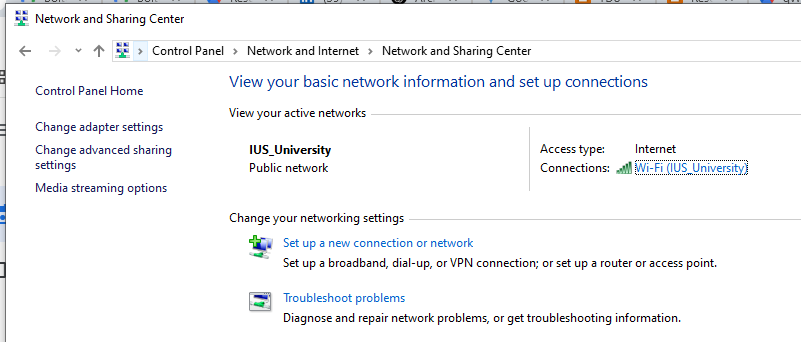 Network and Sharing Center
Control Panel > Network and Internet > Network and Sharing Center
Control Panel Home
Change adapter settings
Change advanced sharing
settings
Media streaming options
View your basic network information and set up connections
View your active networks
IUS_University
Public network
Access type: Internet
Connections: Wi-Fi (IUS_University)
Change your networking settings
Set up a new connection or network
Set up a broadband, dial-up, or VPN connection; or set up a router or access point.
Troubleshoot problems
Diagnose and repair network problems, or get troubleshooting information.